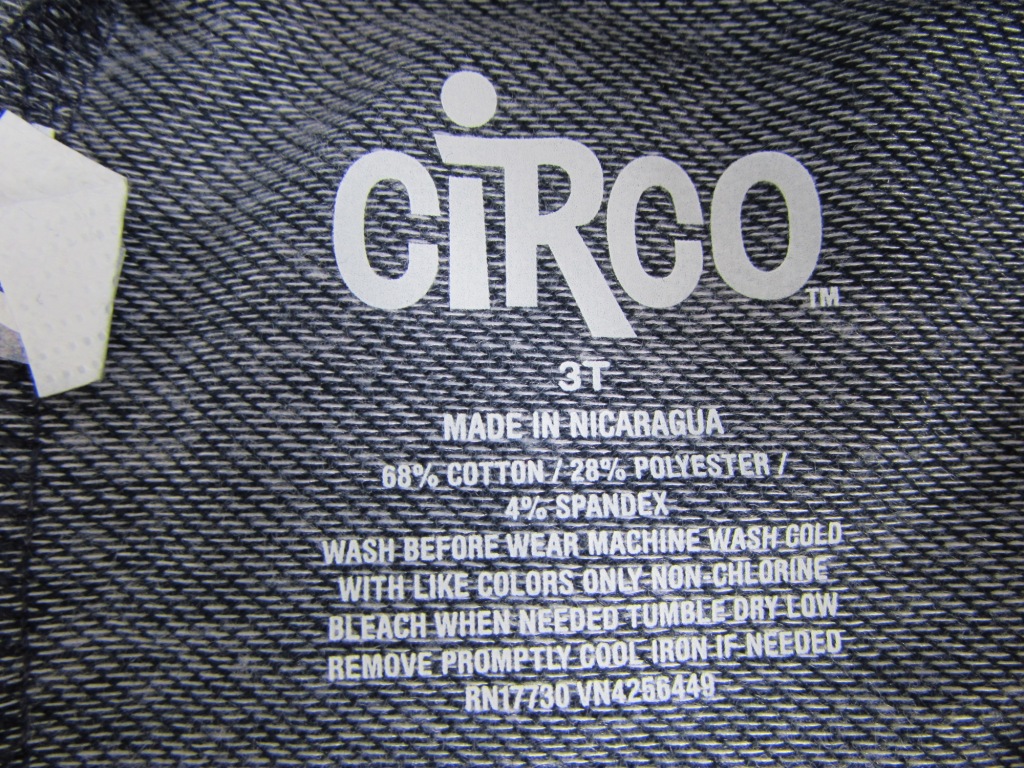 CIRCO TM
3T
MADE IN NICARAGUA
68% COTTON / 28% POLYESTER /
4% SPANDEX
WASH BEFORE WEAR MACHINE WASH COLD
WITH LIKE COLORS ONLY NON-CHLORINE
BLEACH WHEN NEEDED TUMBLE DRY LOW
REMOVE PROMPTLY COOL IRON IF NEEDED
RN17730 VN4256449